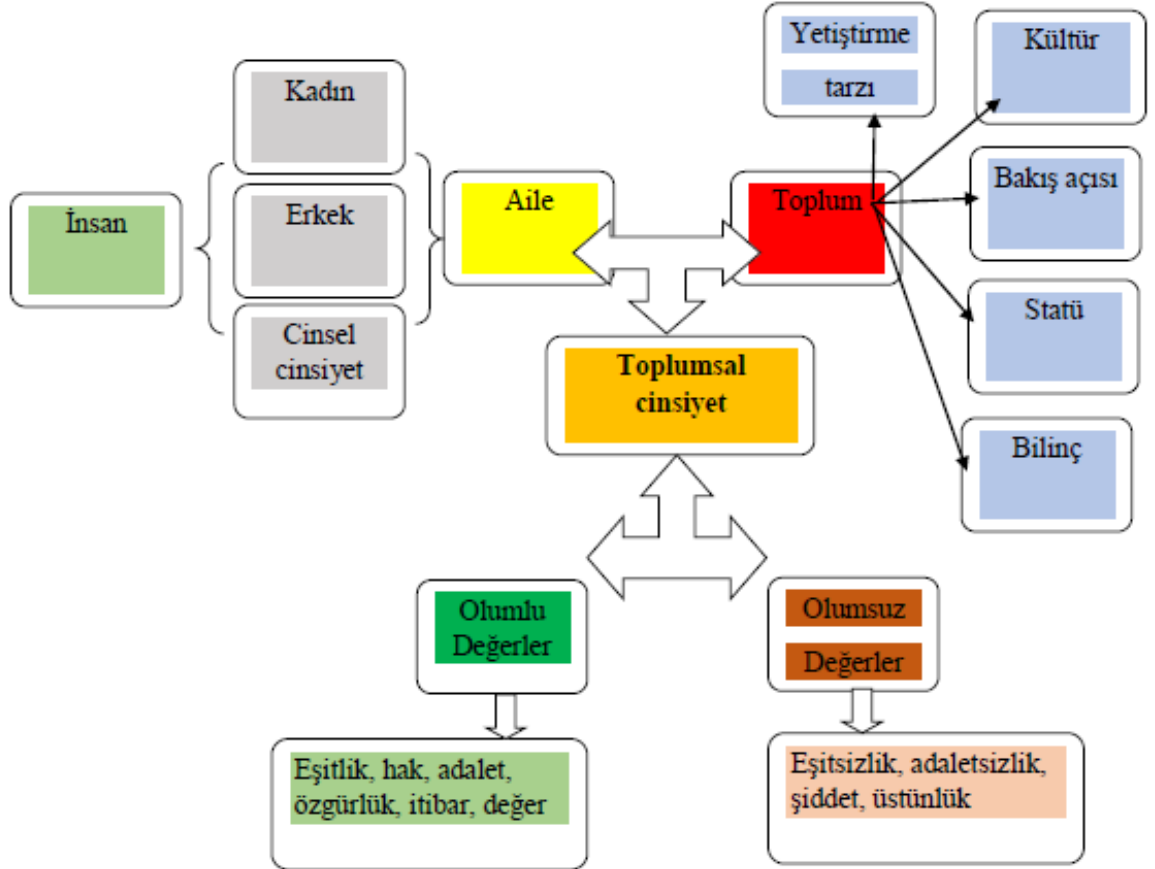 Yetiştirme
tarzı
Kültür
Kadın
Bakış açısı
İnsan
Erkek
Aile
Toplum
Statü
Cinsel
cinsiyet
Toplumsal
cinsiyet
Bilinç
Olumlu
Değerler
Olumsuz
Değerler
Eşitlik, hak, adalet,
özgürlük, itibar, değer
Eşitsizlik, adaletsizlik,
şiddet, üstünlük